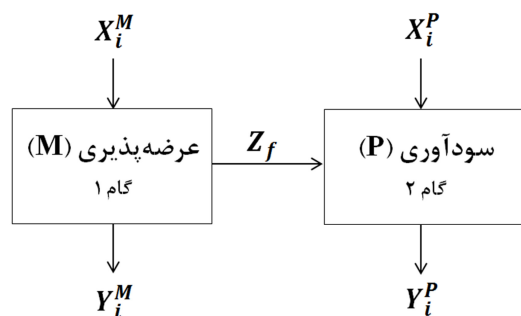 X_i^M
X_i^P
عرضه‌پذیری (M)
گام ۱
Z_f
سودآوری (P)
گام ۲
Y_i^M
Y_i^P